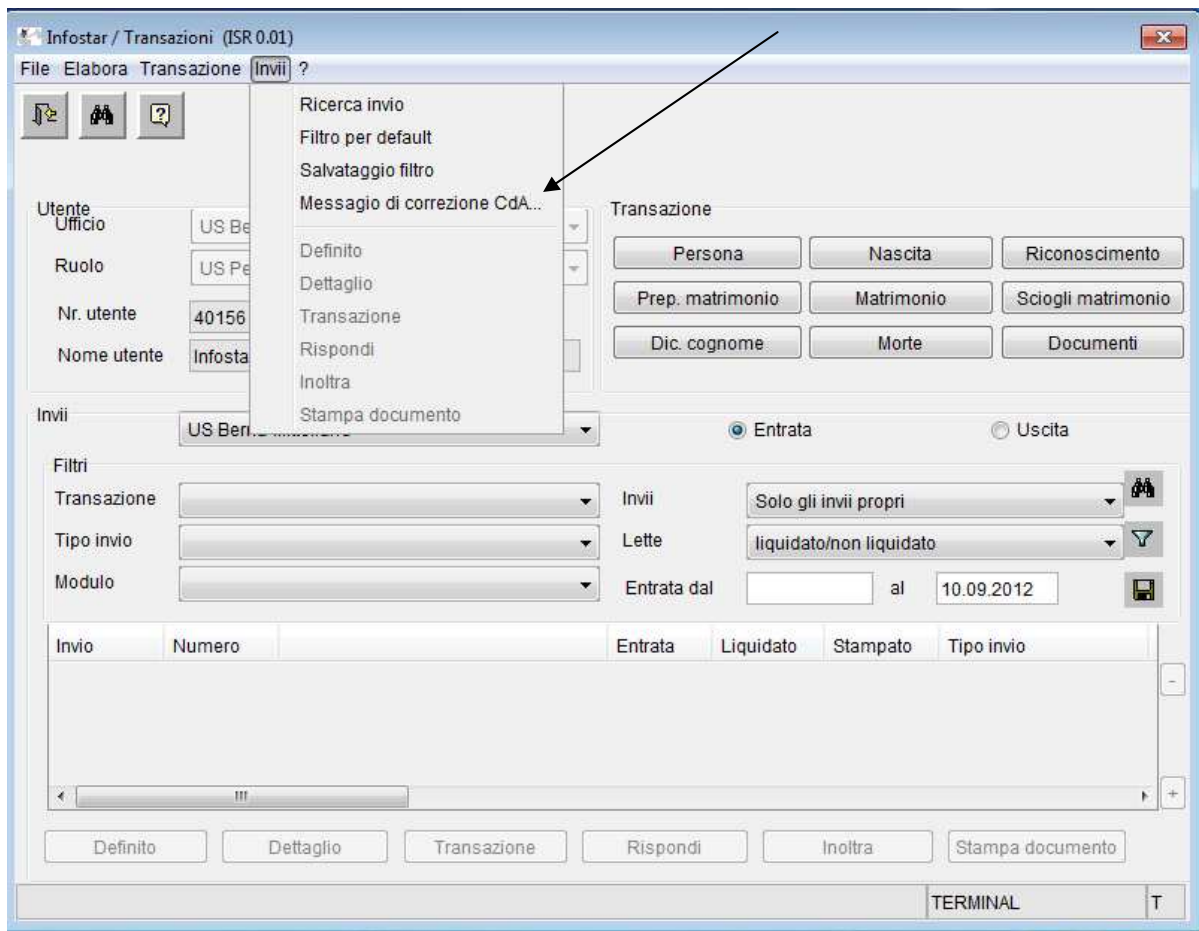 Infostar / Transazioni (ISR 0.01)
File Elabora Transazione Invii ?
Ricerca invio
Filtro per default
Salvataggio filtro
Messagio di correzione CdA...
Definito
Dettaglio
Transazione
Rispondi
Inoltra
Stampa documento
Utente
Ufficio US Be
Ruolo US Pe
Nr. utente 40156
Nome utente Infosta
Transazione
Persona Nascita Riconoscimento
Prep. matrimonio Matrimonio Sciogli matrimonio
Dic. cognome Morte Documenti
Invii US Bern Entrata Uscita
Filtri
Transazione Invii Solo gli invii propri
Tipo invio Lette liquidato/non liquidato
Modulo Entrata dal al 10.09.2012
Invio Numero Entrata Liquidato Stampato Tipo invio
Definito Dettaglio Transazione Rispondi Inoltra Stampa documento
TERMINAL T